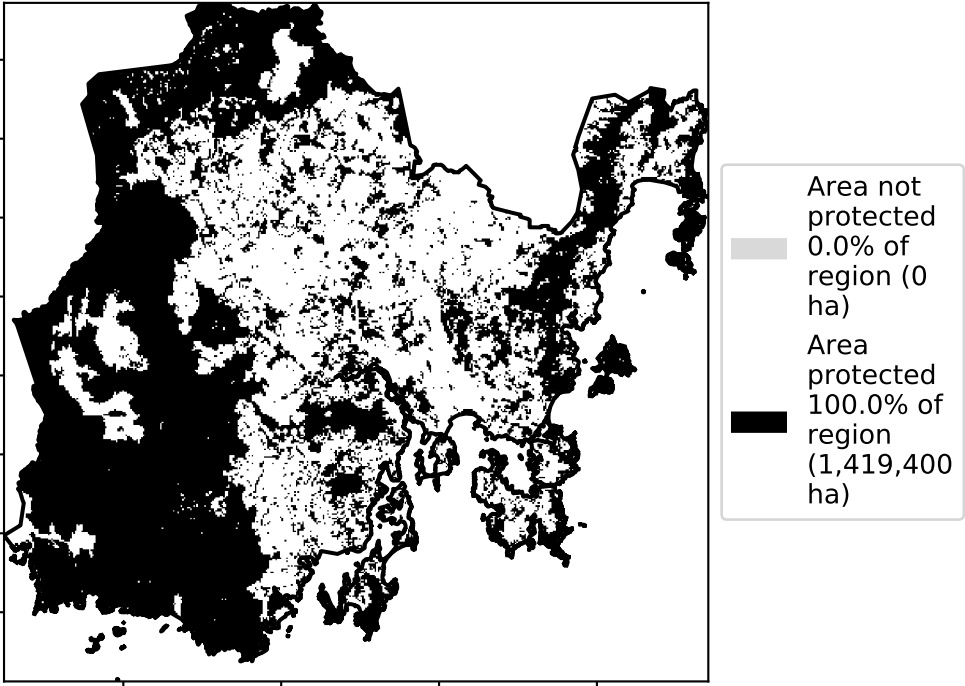 Area not
protected
0.0% of
region (0
ha)
Area
protected
100.0% of
region
(1,419,400
ha)